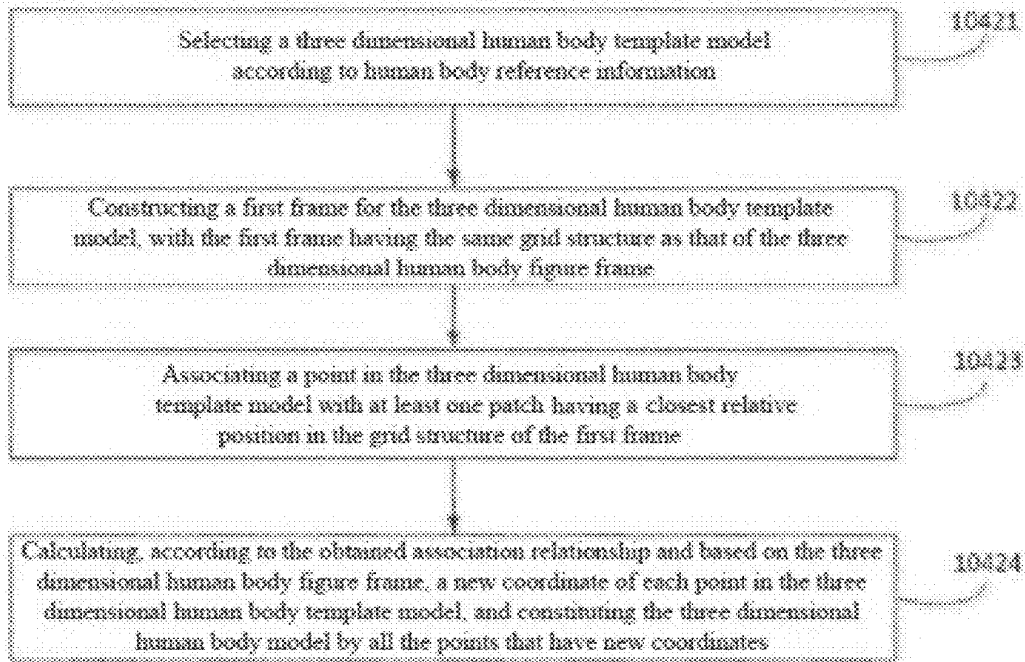 10421
Selecting a three dimensional human body template model
according to human body reference information
10422
Constructing a first frame for the three dimensional human body template
model, with the first frame having the same grid structure as that of the three
dimensional human body figure frame
10423
Associating a point in the three dimensional human body
template model with at least one patch having a closest relative
position in the grid structure of the first frame
10424
Calculating, according to the obtained association relationship and based on the three
dimensional human body figure frame, a new coordinate of each point in the three
dimensional human body template model, and constituting the three dimensional
human body model by all the points that have new coordinates